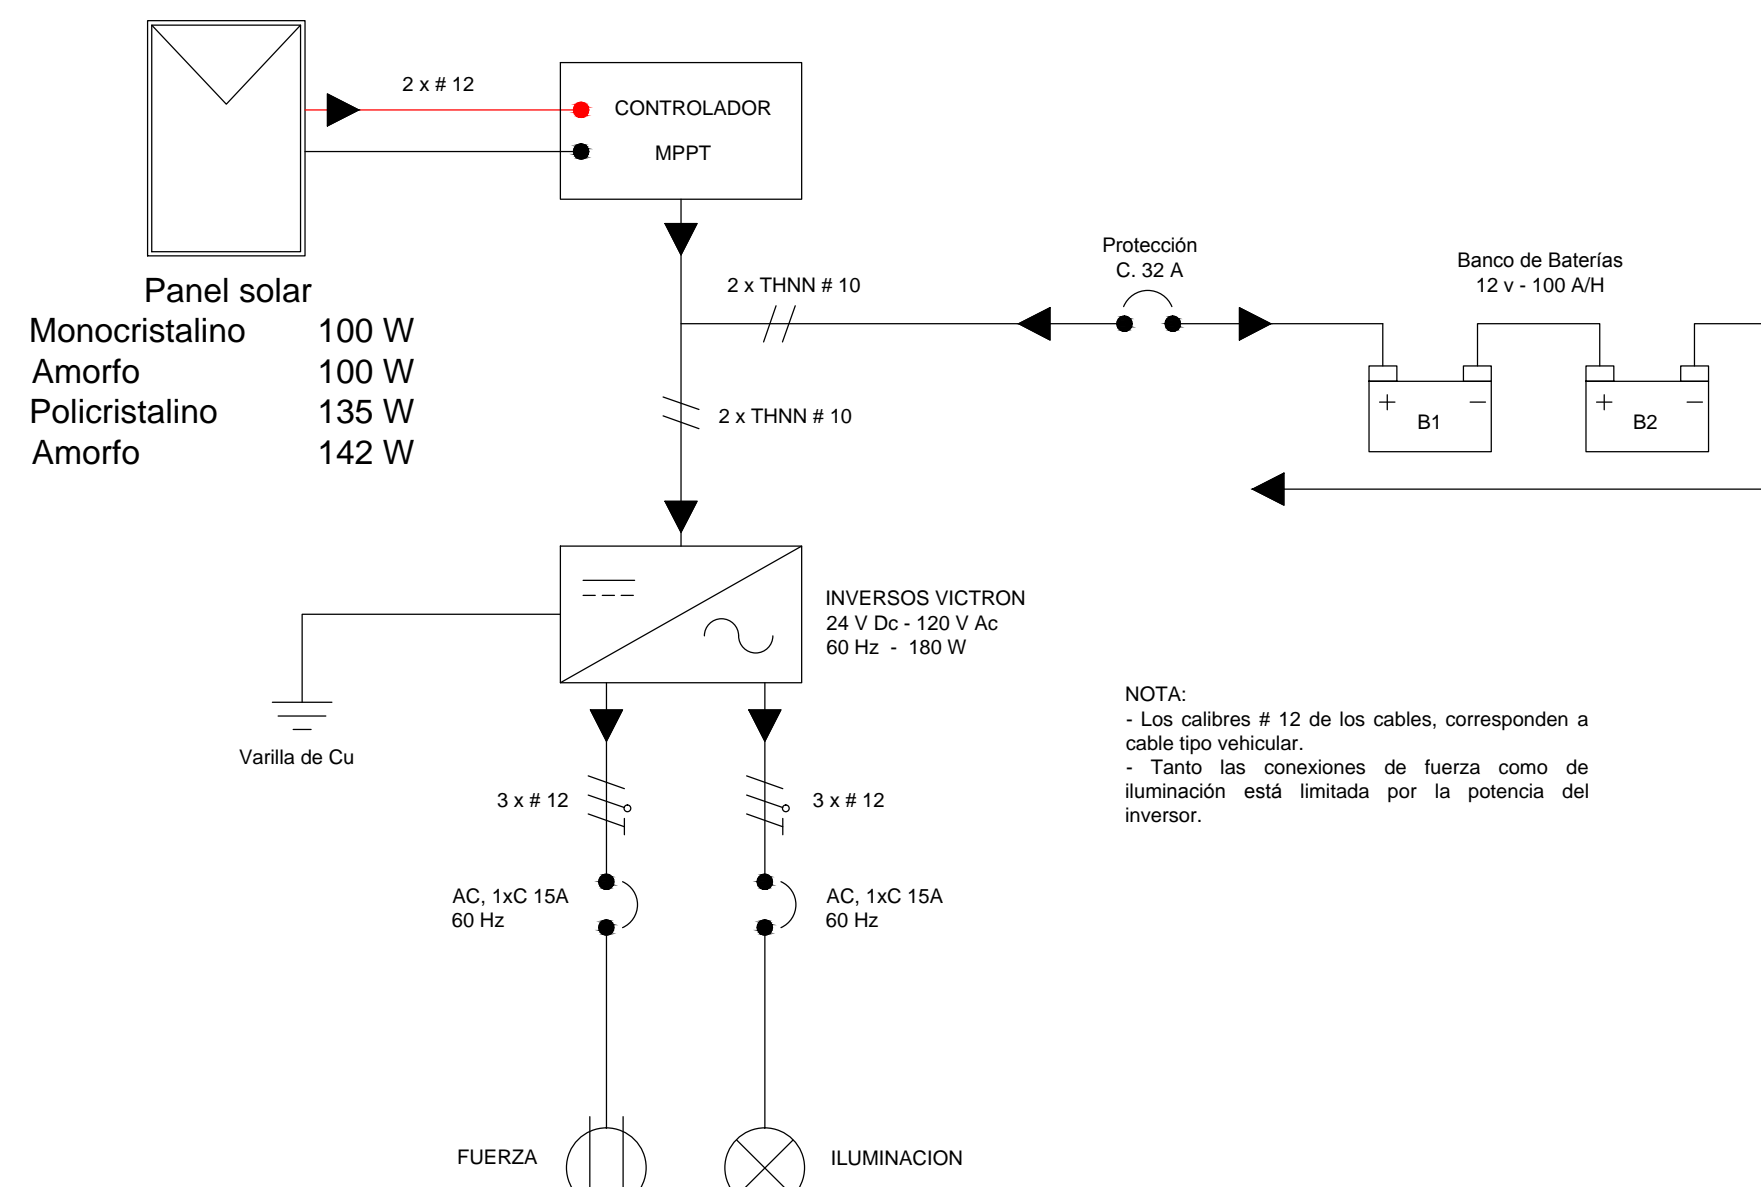 2 x # 12
CONTROLADOR
MPPT
Panel solar
Monocristalino 100 W
Amorfo 100 W
Policristalino 135 W
Amorfo 142 W
2 x THNN # 10
Protección
C. 32 A
Banco de Baterías
12 v - 100 A/H
+ -
B1
+ -
B2
2 x THNN # 10
INVERSOS VICTRON
24 V Dc - 120 V Ac
60 Hz - 180 W
Varilla de Cu
NOTA:
- Los calibres # 12 de los cables, corresponden a
cable tipo vehicular.
- Tanto las conexiones de fuerza como de
iluminación está limitada por la potencia del
inversor.
3 x # 12
3 x # 12
AC, 1xC 15A
60 Hz
AC, 1xC 15A
60 Hz
FUERZA
ILUMINACION